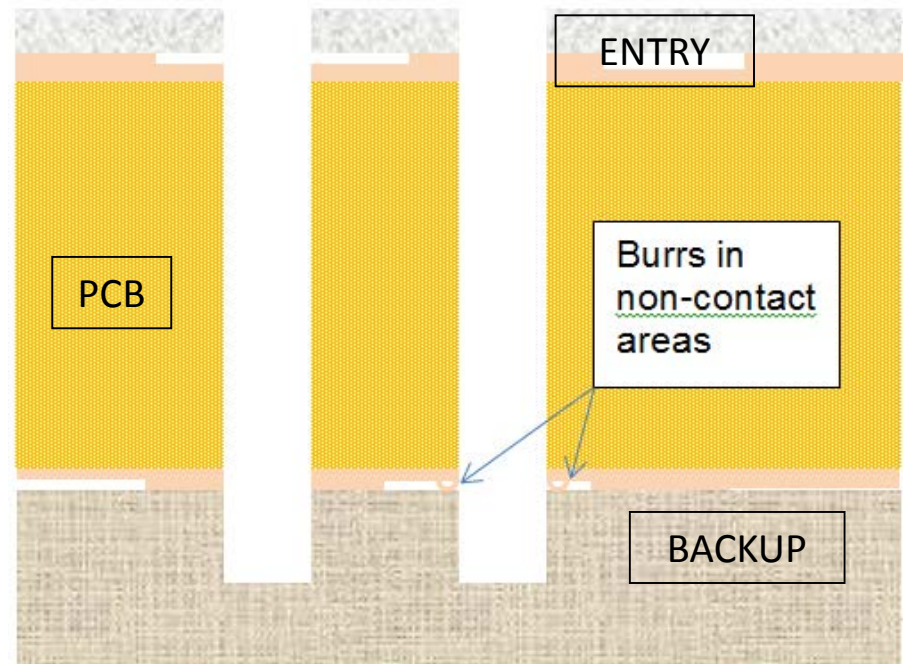 ENTRY
PCB
Burrs in
non-contact
areas
BACKUP